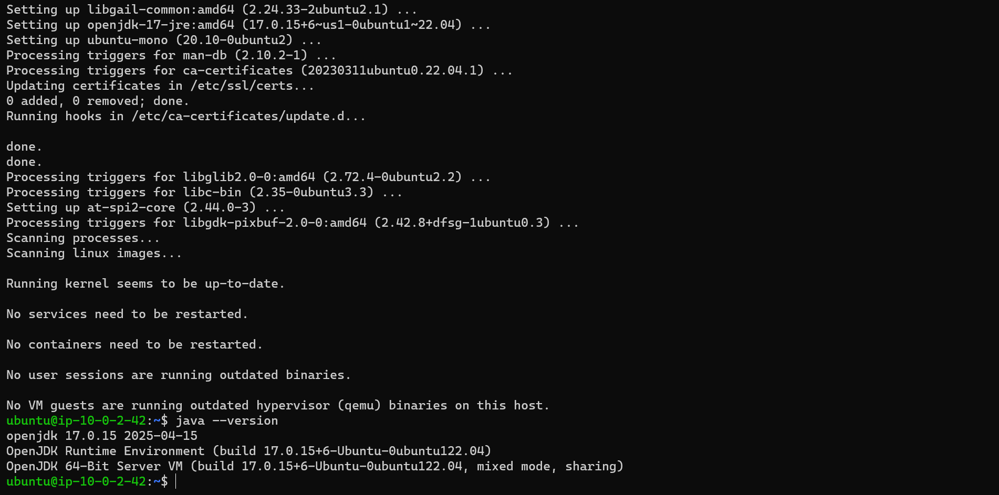 Setting up libgail-common:amd64 (2.24.33-2ubuntu2.1) ...
Setting up openjdk-17-jre:amd64 (17.0.15+6~us1-0ubuntu1~22.04) ...
Setting up ubuntu-mono (20.10-0ubuntu2) ...
Processing triggers for man-db (2.10.2-1) ...
Processing triggers for ca-certificates (20230311ubuntu0.22.04.1) ...
Updating certificates in /etc/ssl/certs...
0 added, 0 removed; done.
Running hooks in /etc/ca-certificates/update.d...

done.
done.
Processing triggers for libglib2.0-0:amd64 (2.72.4-0ubuntu2.2) ...
Processing triggers for libc-bin (2.35-0ubuntu3.3) ...
Setting up at-spi2-core (2.44.0-3) ...
Processing triggers for libgdk-pixbuf-2.0-0:amd64 (2.42.8+dfsg-1ubuntu0.3) ...
Scanning processes...
Scanning linux images...

Running kernel seems to be up-to-date.

No services need to be restarted.

No containers need to be restarted.

No user sessions are running outdated binaries.

No VM guests are running outdated hypervisor (qemu) binaries on this host.
ubuntu@ip-10-0-2-42:~$ java --version
openjdk 17.0.15 2025-04-15
OpenJDK Runtime Environment (build 17.0.15+6-Ubuntu-0ubuntu122.04)
OpenJDK 64-Bit Server VM (build 17.0.15+6-Ubuntu-0ubuntu122.04, mixed mode, sharing)
ubuntu@ip-10-0-2-42:~$